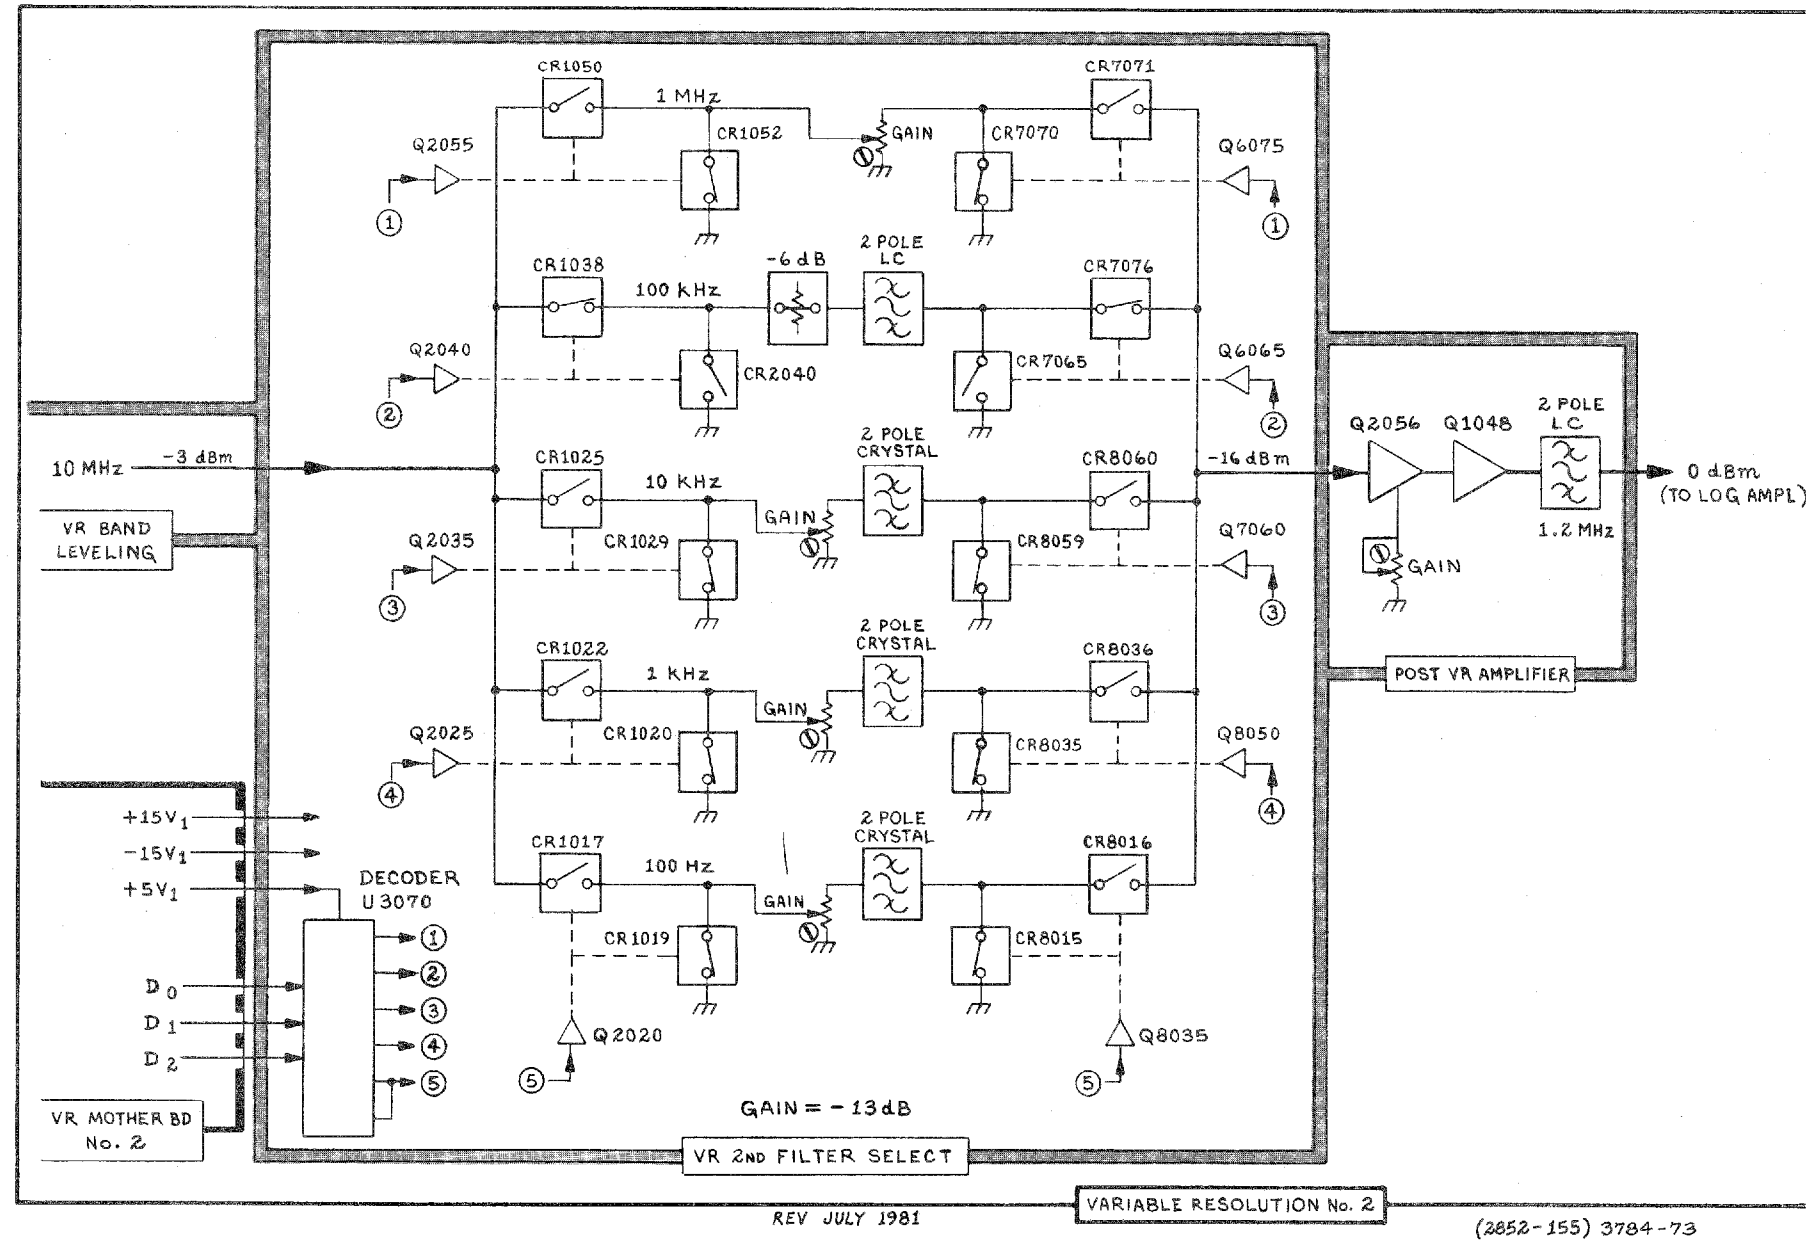 CR1050
CR7071
1 MHz
CR1052
GAIN
CR7070
Q2055
Q6075
1
1
2 POLE
LC
-6 dB
CR1038
CR7076
100 KHz
Q2040
CR2040
CR7065
Q6065
2
2
2 POLE
CRYSTAL
10 MHz
-3 dBm
CR1025
10 KHz
CR8060
-16 dBm
GAIN
Q2035
CR1029
CR8059
Q7060
3
3
VR BAND
LEVELING
Q2056
Q1048
2 POLE
LC
0 dBm
(TO LOG AMPL)
1.2 MHz
GAIN
POST VR AMPLIFIER
2 POLE
CRYSTAL
CR1022
1 KHz
CR8036
GAIN
Q2025
CR1020
CR8035
Q8050
4
4
+15V1
-15V1
+5V1
2 POLE
CRYSTAL
CR1017
100 Hz
CR8016
GAIN
CR1019
CR8015
DECODER
U3070
1
2
3
4
5
D0
D1
D2
Q2020
Q8035
5
5
VR MOTHER BD
No. 2
GAIN = -13dB
VR 2ND FILTER SELECT
VARIABLE RESOLUTION No. 2
REV JULY 1981
(2852-155) 3784-73